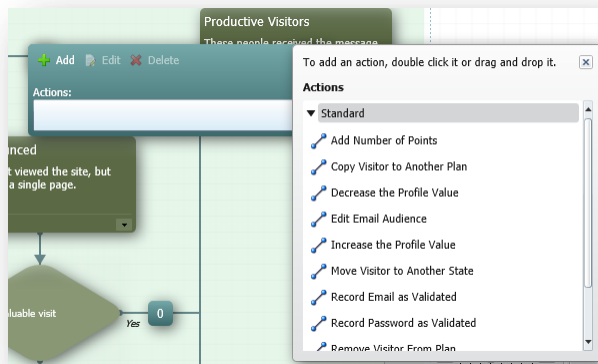 Productive Visitors
These people received the message
Add Edit Delete
Actions:
nced
t viewed the site, but
a single page.
aluable visit
Yes
0
To add an action, double click it or drag and drop it.
Actions
Standard
Add Number of Points
Copy Visitor to Another Plan
Decrease the Profile Value
Edit Email Audience
Increase the Profile Value
Move Visitor to Another State
Record Email as Validated
Record Password as Validated
Remove Visitor From Plan